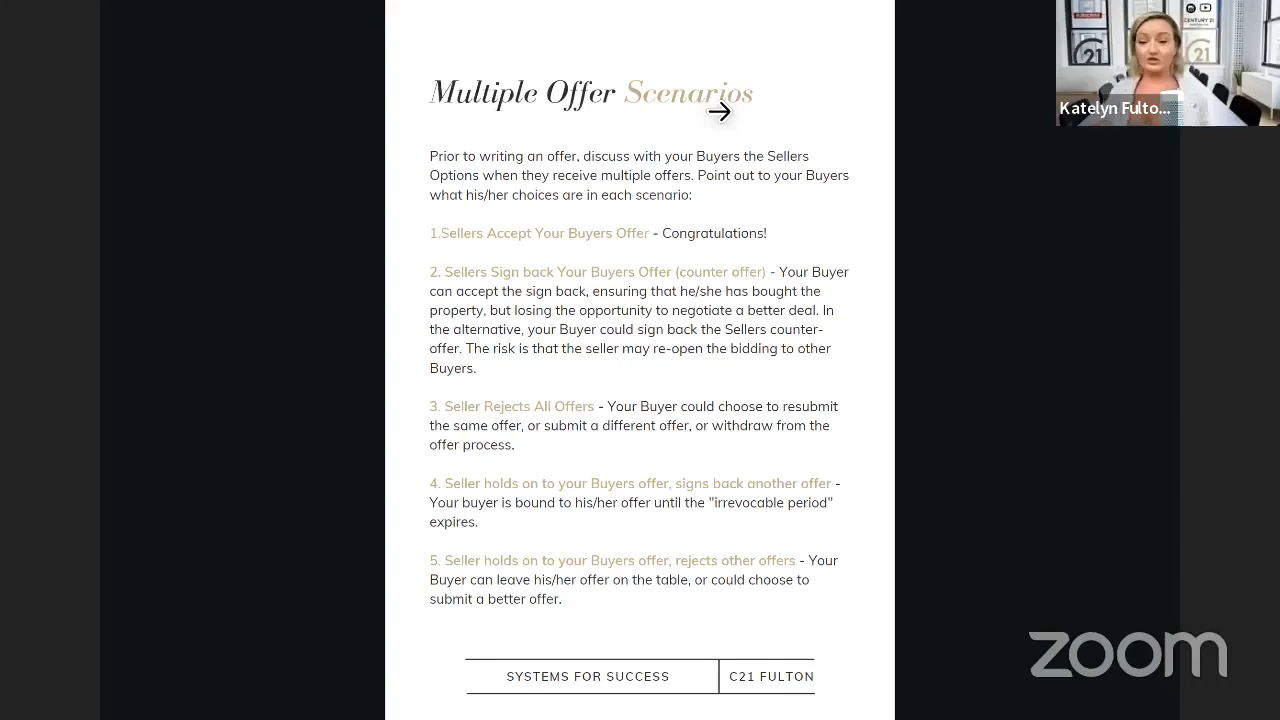 Multiple Offer Scenarios
Prior to writing an offer, discuss with your Buyers the Sellers
Options when they receive multiple offers. Point out to your Buyers
what his/her choices are in each scenario:
1.Sellers Accept Your Buyers Offer - Congratulations!
2. Sellers Sign back Your Buyers Offer (counter offer) - Your Buyer
can accept the sign back, ensuring that he/she has bought the
property, but losing the opportunity to negotiate a better deal. In
the alternative, your Buyer could sign back the Sellers counter-
offer. The risk is that the seller may re-open the bidding to other
Buyers.
3. Seller Rejects All Offers - Your Buyer could choose to resubmit
the same offer, or submit a different offer, or withdraw from the
offer process.
4. Seller holds on to your Buyers offer, signs back another offer -
Your buyer is bound to his/her offer until the "irrevocable period"
expires.
5. Seller holds on to your Buyers offer, rejects other offers - Your
Buyer can leave his/her offer on the table, or could choose to
submit a better offer.
SYSTEMS FOR SUCCESS
C21 FULTON
CENTURY 21
21
21
Katelyn Fulto...
zoom